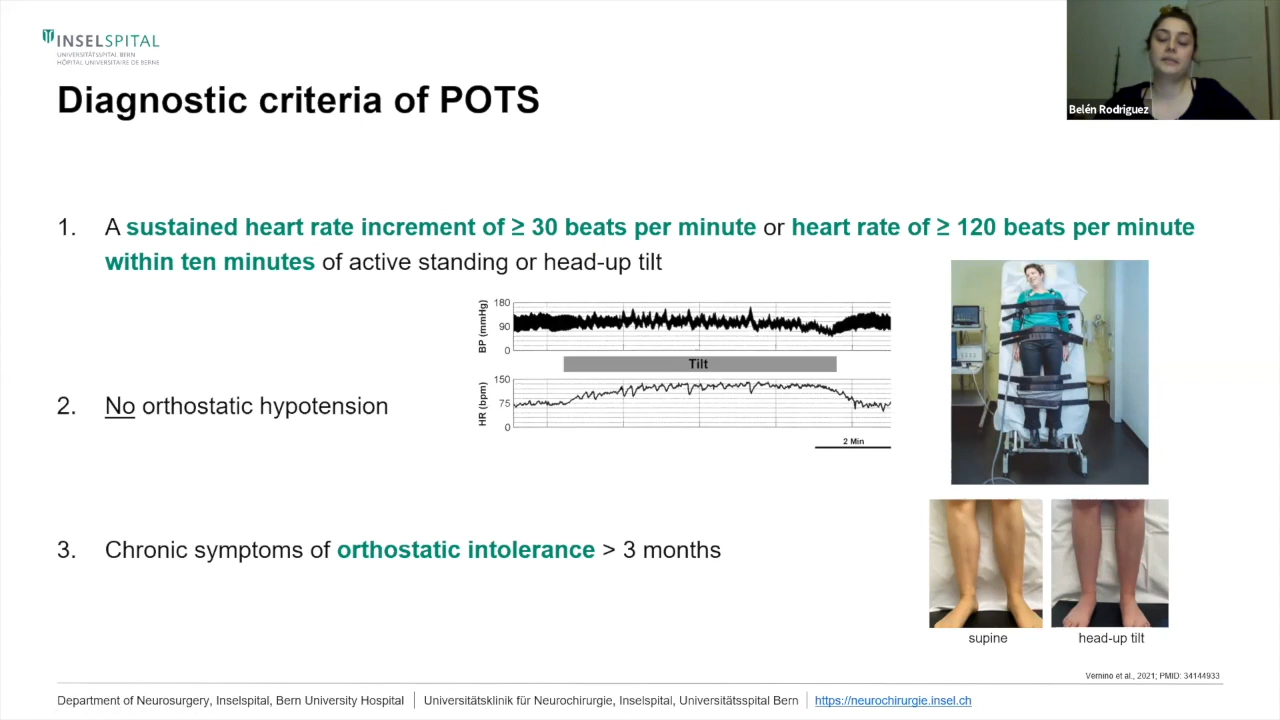 INSELSPITAL
UNIVERSITÄTSSPITAL BERN
HÔPITAL UNIVERSITAIRE DE BERNE
Belén Rodriguez
Diagnostic criteria of POTS
1. A sustained heart rate increment of ≥ 30 beats per minute or heart rate of ≥ 120 beats per minute
within ten minutes of active standing or head-up tilt
BP (mmHg)
180
90
0
Tilt
HR (bpm)
150
75
0
2 Min
2. No orthostatic hypotension
3. Chronic symptoms of orthostatic intolerance > 3 months
supine
head-up tilt
Vernino et al., 2021; PMID: 34144933
Department of Neurosurgery, Inselspital, Bern University Hospital | Universitätsklinik für Neurochirurgie, Inselspital, Universitätsspital Bern | https://neurochirurgie.insel.ch